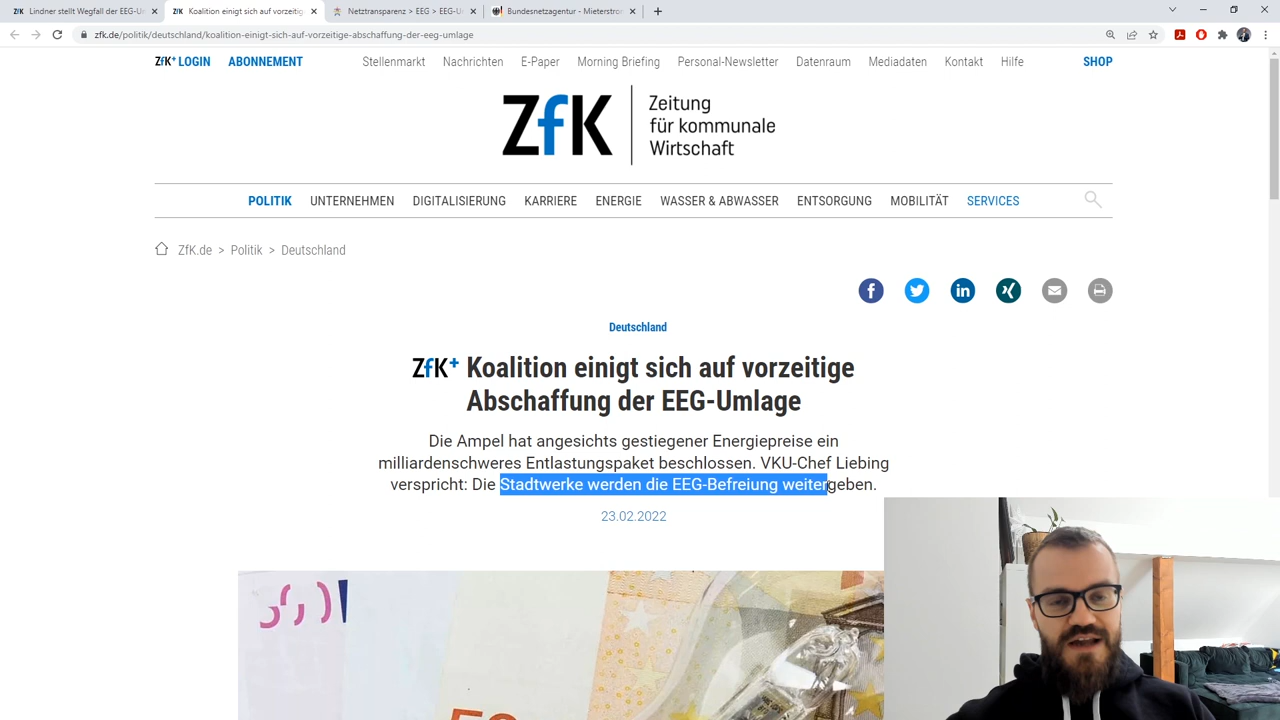 Lindner stellt Wegfall der EEG-U
Koalition einigt sich auf vorzeitig
Netztransparenz > EEG > EEG-U
Bundesnetzagentur - Mieterstron
zfk.de/politik/deutschland/koalition-einigt-sich-auf-vorzeitige-abschaffung-der-eeg-umlage
ZfK+ LOGIN ABONNEMENT Stellenmarkt Nachrichten E-Paper Morning Briefing Personal-Newsletter Datenraum Mediadaten Kontakt Hilfe SHOP
ZfK
Zeitung
für kommunale
Wirtschaft
POLITIK UNTERNEHMEN DIGITALISIERUNG KARRIERE ENERGIE WASSER & ABWASSER ENTSORGUNG MOBILITÄT SERVICES
ZfK.de > Politik > Deutschland
Deutschland
ZfK+ Koalition einigt sich auf vorzeitige
Abschaffung der EEG-Umlage
Die Ampel hat angesichts gestiegener Energiepreise ein
milliardenschweres Entlastungspaket beschlossen. VKU-Chef Liebing
verspricht: Die Stadtwerke werden die EEG-Befreiung weitergeben.
23.02.2022